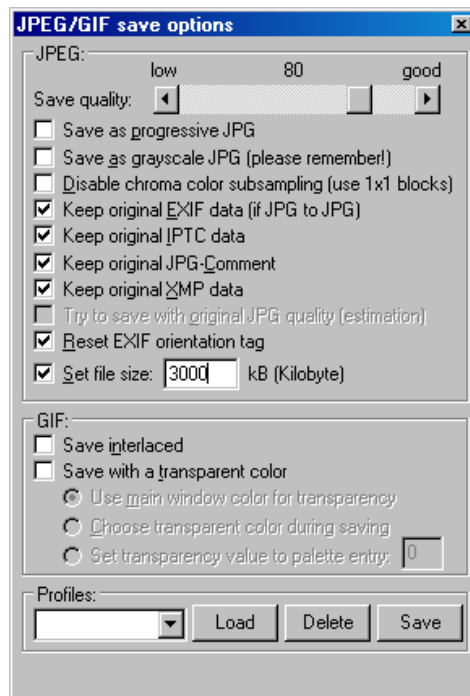 JPEG/GIF save options
JPEG:
low 80 good
Save quality:
Save as progressive JPG
Save as grayscale JPG (please remember!)
Disable chroma color subsampling (use 1x1 blocks)
Keep original EXIF data (if JPG to JPG)
Keep original IPTC data
Keep original JPG-Comment
Keep original XMP data
Try to save with original JPG quality (estimation)
Reset EXIF orientation tag
Set file size: 3000 kB (Kilobyte)
GIF:
Save interlaced
Save with a transparent color
Use main window color for transparency
Choose transparent color during saving
Set transparency value to palette entry: 0
Profiles:
Load Delete Save